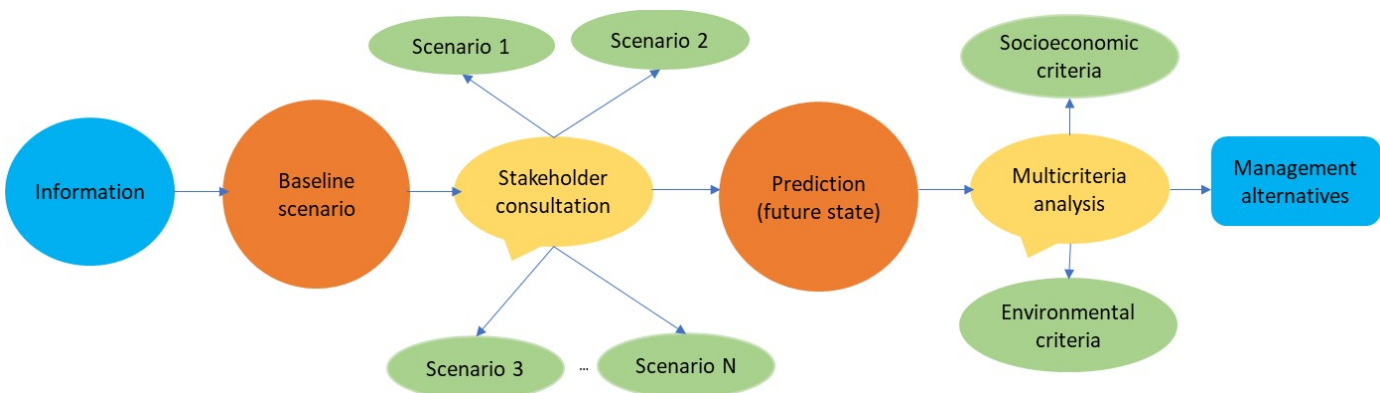 Scenario 1
Scenario 2
Socioeconomic
criteria
Information
Baseline
scenario
Stakeholder
consultation
Prediction
(future state)
Multicriteria
analysis
Management
alternatives
Environmental
criteria
Scenario 3
...
Scenario N